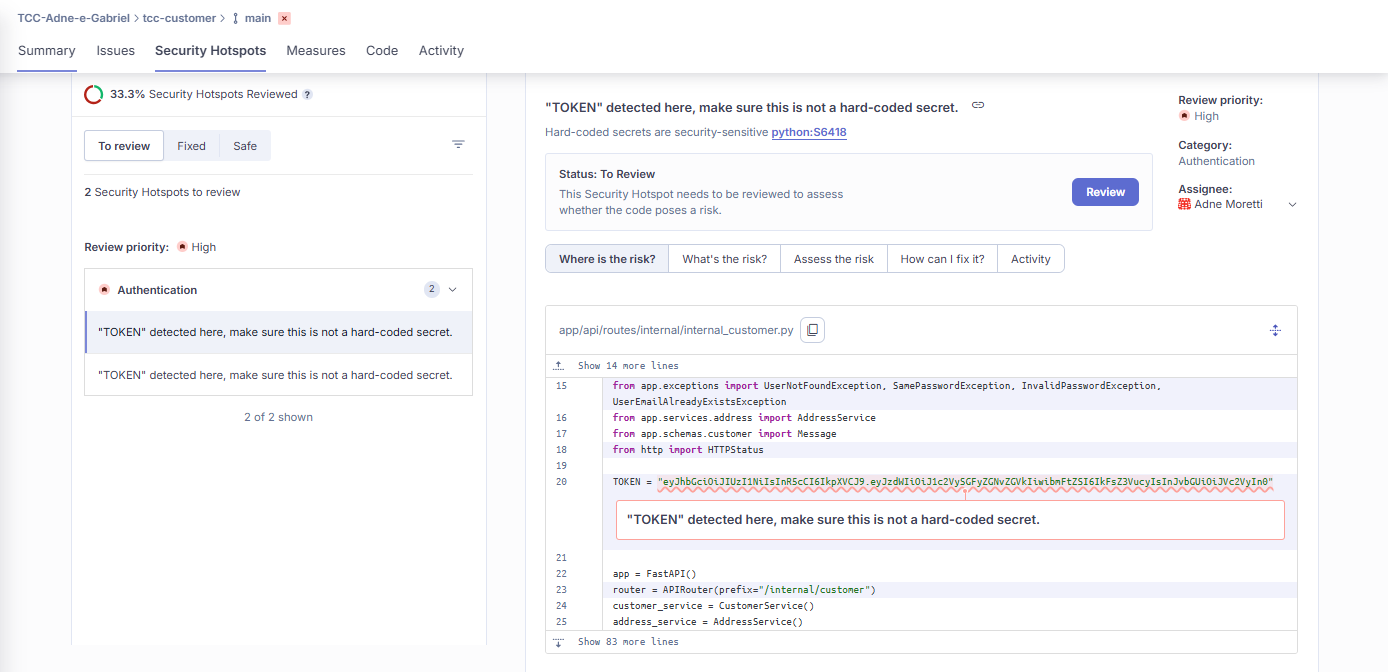 TCC-Adne-e-Gabriel > tcc-customer > main
Summary Issues Security Hotspots Measures Code Activity
33.3% Security Hotspots Reviewed ?
To review Fixed Safe
2 Security Hotspots to review
Review priority: High
Authentication 2
"TOKEN" detected here, make sure this is not a hard-coded secret.
"TOKEN" detected here, make sure this is not a hard-coded secret.
2 of 2 shown
"TOKEN" detected here, make sure this is not a hard-coded secret.
Hard-coded secrets are security-sensitive python:S6418
Status: To Review
This Security Hotspot needs to be reviewed to assess
whether the code poses a risk.
Review
Review priority:
High
Category:
Authentication
Assignee:
Adne Moretti
Where is the risk? What's the risk? Assess the risk How can I fix it? Activity
app/api/routes/internal/internal_customer.py
Show 14 more lines
15 from app.exceptions import UserNotFoundException, SamePasswordException, InvalidPasswordException,
UserEmailAlreadyExistsException
16 from app.services.address import AddressService
17 from app.schemas.customer import Message
18 from http import HTTPStatus
19
20 TOKEN = "eyJhbGciOiJIUzI1NiIsInR5cCI6IkpXVCJ9.eyJzdWIiOiJ1c2VySGFyZGNvZGVkIiwibmFtZSI6IkFsZ3VucyIsInJvbGUiOiJVc2VyIn0"
"TOKEN" detected here, make sure this is not a hard-coded secret.
21
22 app = FastAPI()
23 router = APIRouter(prefix="/internal/customer")
24 customer_service = CustomerService()
25 address_service = AddressService()
Show 83 more lines